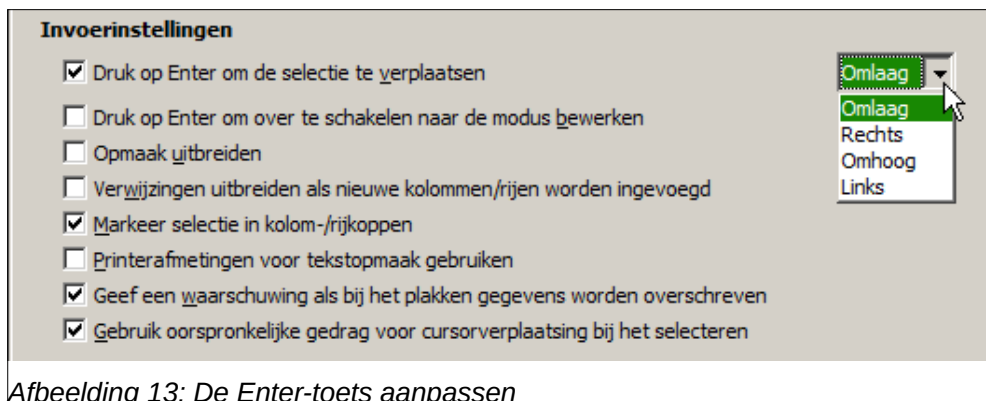 Invoerinstellingen
Druk op Enter om de selectie te verplaatsen
Omlaag
Omlaag
Rechts
Omhoog
Links
Druk op Enter om over te schakelen naar de modus bewerken
Opmaak uitbreiden
Verwijzingen uitbreiden als nieuwe kolommen/rijen worden ingevoegd
Markeer selectie in kolom-/rijkoppen
Printerafmetingen voor tekstopmaak gebruiken
Geef een waarschuwing als bij het plakken gegevens worden overschreven
Gebruik oorspronkelijke gedrag voor cursorverplaatsing bij het selecteren
Afbeelding 13: De Enter-toets aanpassen